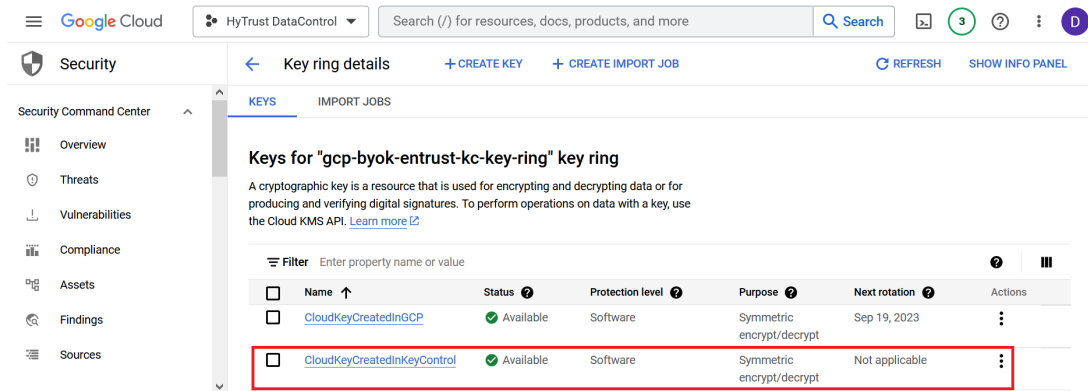 Google Cloud HyTrust DataControl Search (/) for resources, docs, products, and more Search 3 D
Security Key ring details CREATE KEY CREATE IMPORT JOB REFRESH SHOW INFO PANEL
KEYS IMPORT JOBS
Security Command Center
Overview
Threats
Vulnerabilities
Compliance
Assets
Findings
Sources
Keys for "gcp-byok-entrust-kc-key-ring" key ring
A cryptographic key is a resource that is used for encrypting and decrypting data or for
producing and verifying digital signatures. To perform operations on data with a key, use
the Cloud KMS API. Learn more
Filter Enter property name or value
Name Status Protection level Purpose Next rotation Actions
CloudKeyCreatedInGCP Available Software Symmetric encrypt/decrypt Sep 19, 2023
CloudKeyCreatedInKeyControl Available Software Symmetric encrypt/decrypt Not applicable